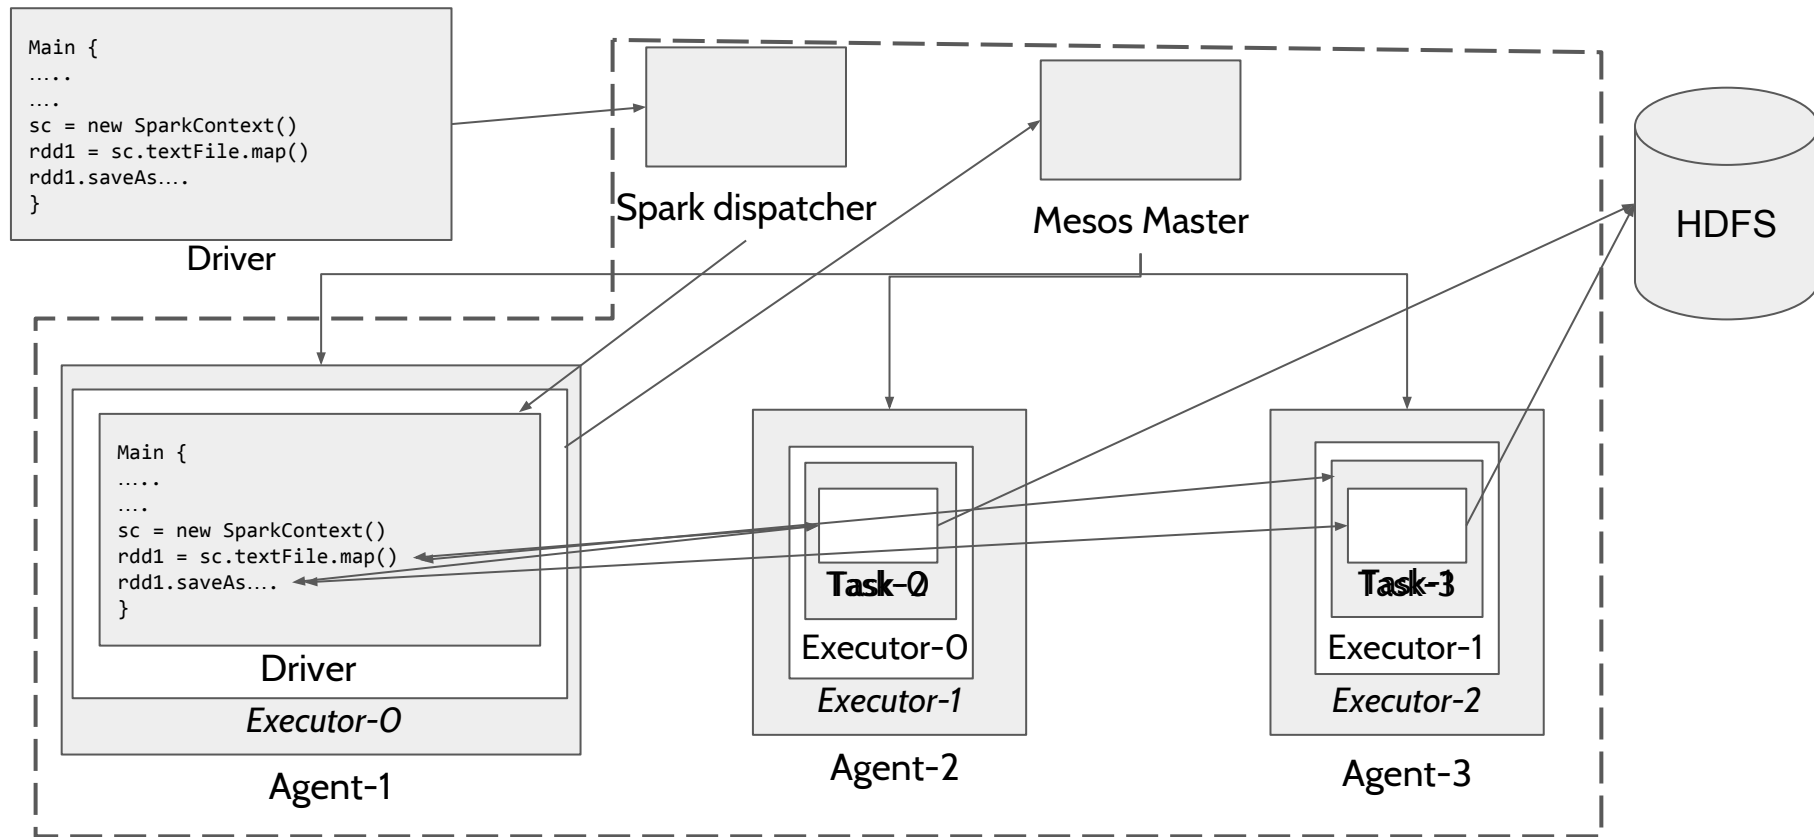 Main {
…..
….
sc = new SparkContext()
rdd1 = sc.textFile.map()
rdd1.saveAs….
}
Driver
Spark dispatcher
Mesos Master
HDFS
Main {
…..
….
sc = new SparkContext()
rdd1 = sc.textFile.map()
rdd1.saveAs….
}
Driver
Executor-0
Agent-1
Executor-0
Executor-1
Agent-2
Executor-1
Executor-2
Agent-3